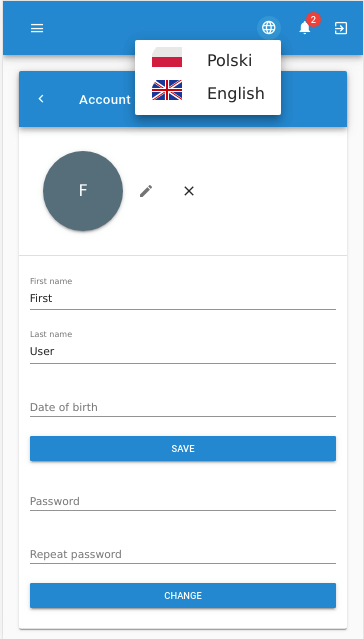 2
Polski
English
Account
F
First name
First
Last name
User
Date of birth
SAVE
Password
Repeat password
CHANGE